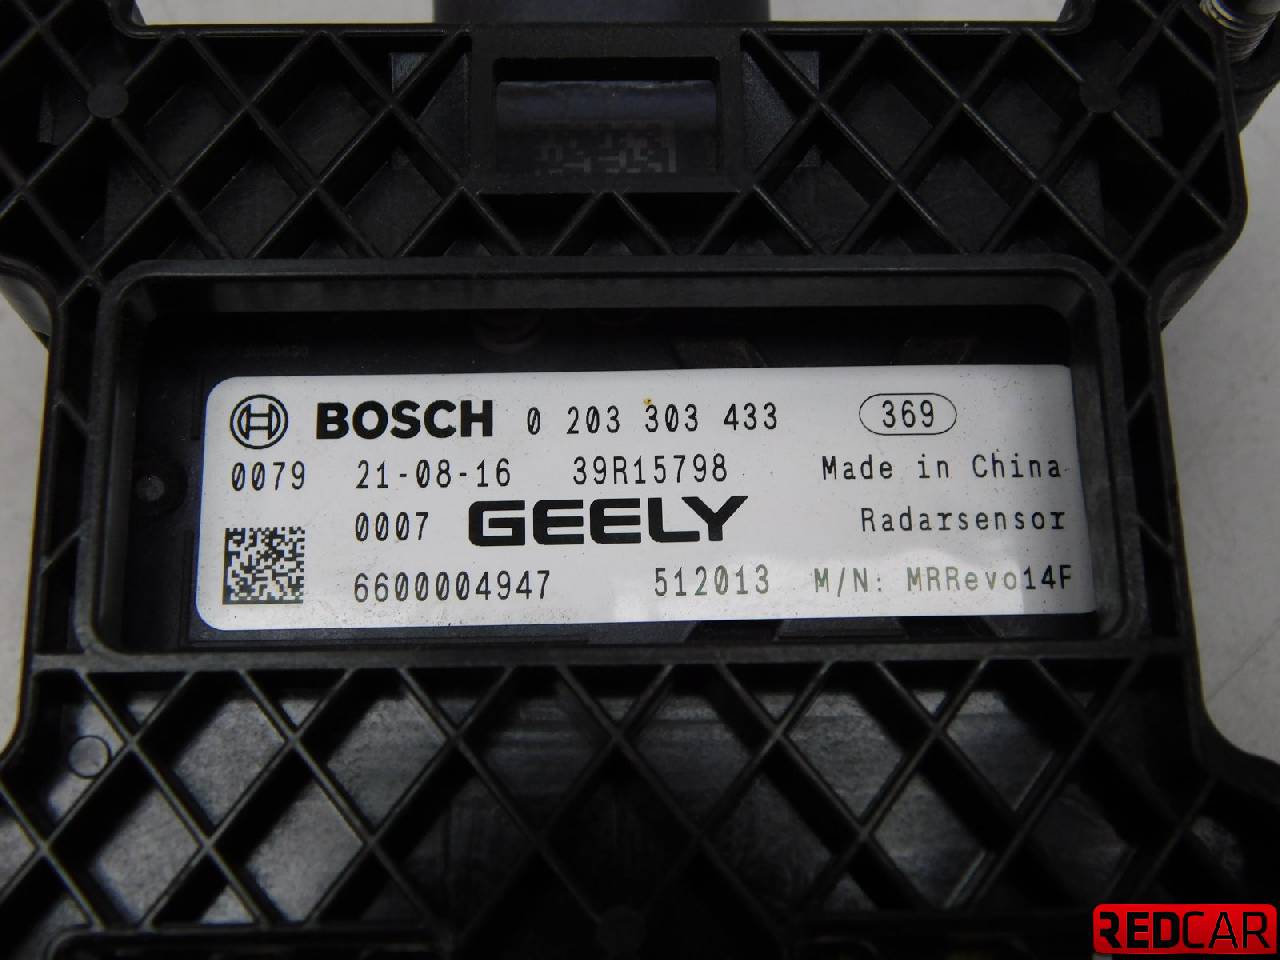 BOSCH 0 203 303 433 369
0079 21-08-16 39R15798 Made in China
0007 GEELY Radarsensor
6600004947 512013 M/N: MRRevo14F
REDCAR